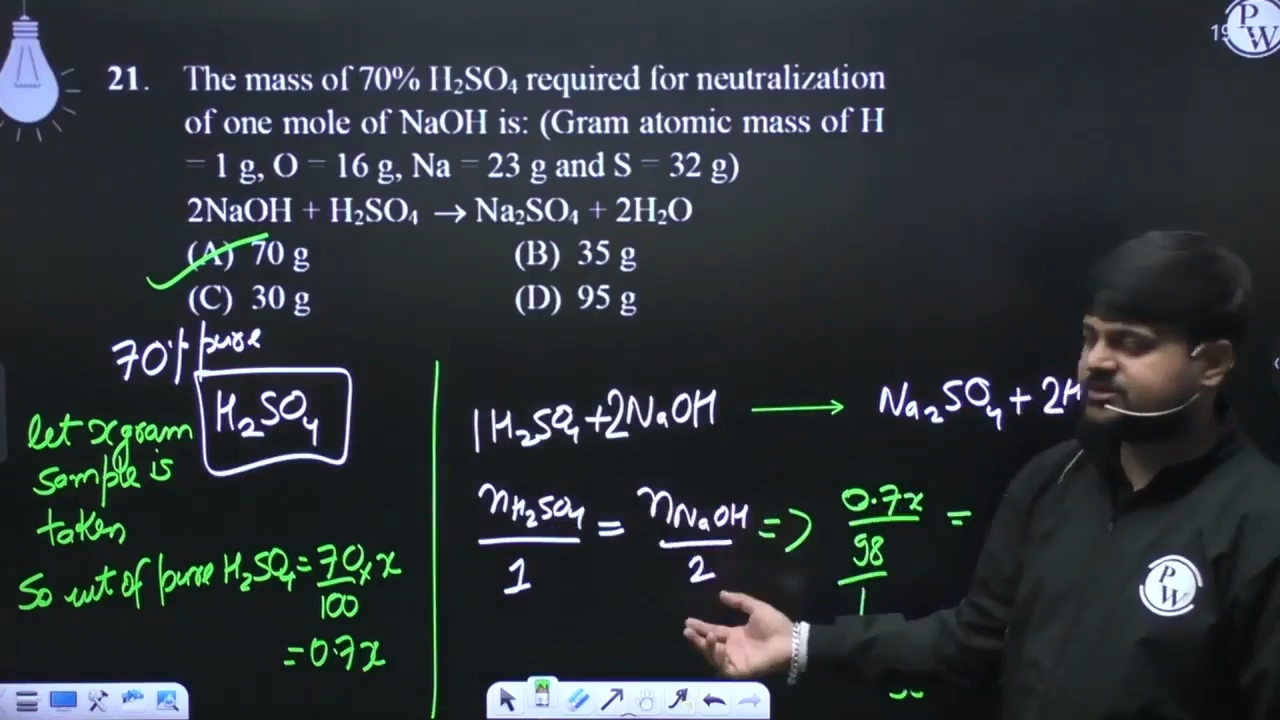 PW
21. The mass of 70% H₂SO₄ required for neutralization
of one mole of NaOH is: (Gram atomic mass of H
= 1 g, O = 16 g, Na = 23 g and S = 32 g)
2NaOH + H₂SO₄ → Na₂SO₄ + 2H₂O
(A) 70 g (B) 35 g
(C) 30 g (D) 95 g
70% pure
H₂SO₄
let x gram
sample is
taken
So wt of pure H₂SO₄ = 70/100 × x
= 0.7x
1H₂SO₄ + 2NaOH → Na₂SO₄ + 2H
nH₂SO₄/1 = nNaOH/2 => 0.7x/98/1 =
PW